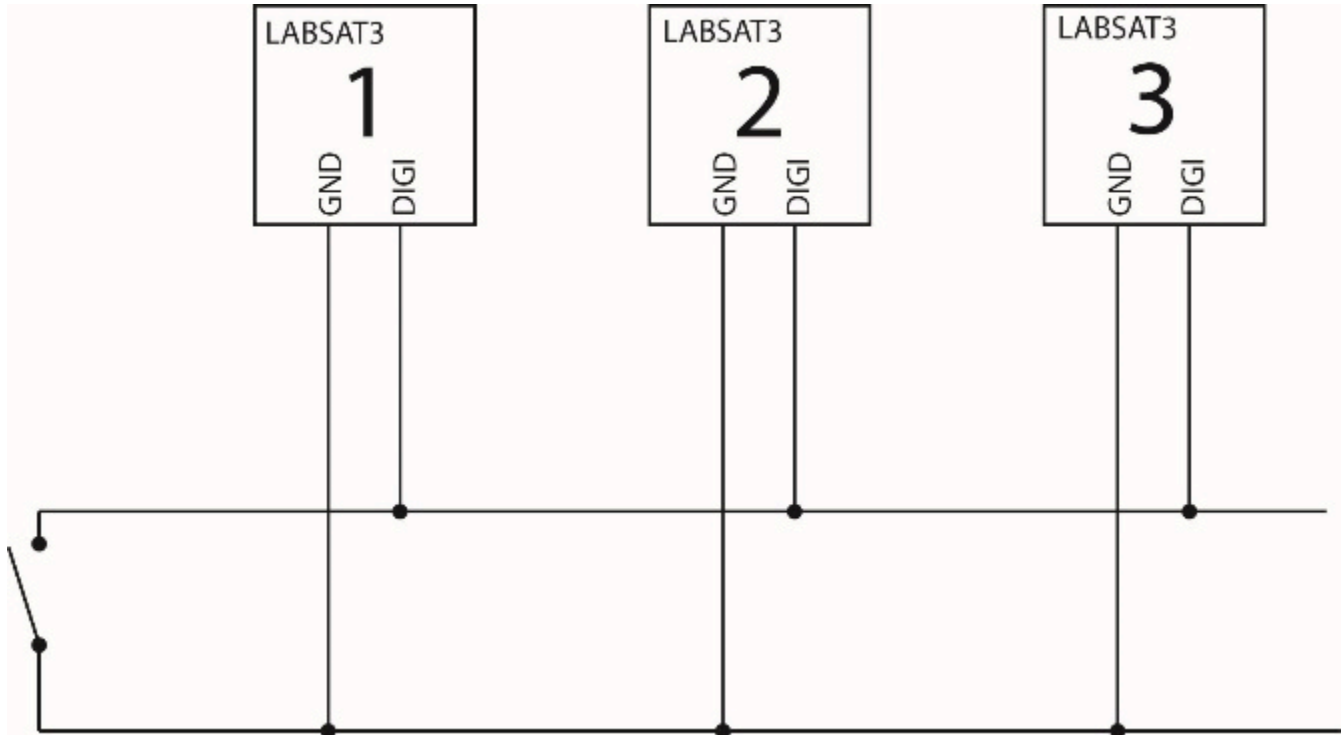 LABSAT3
1
GND
DIGI
LABSAT3
2
GND
DIGI
LABSAT3
3
GND
DIGI